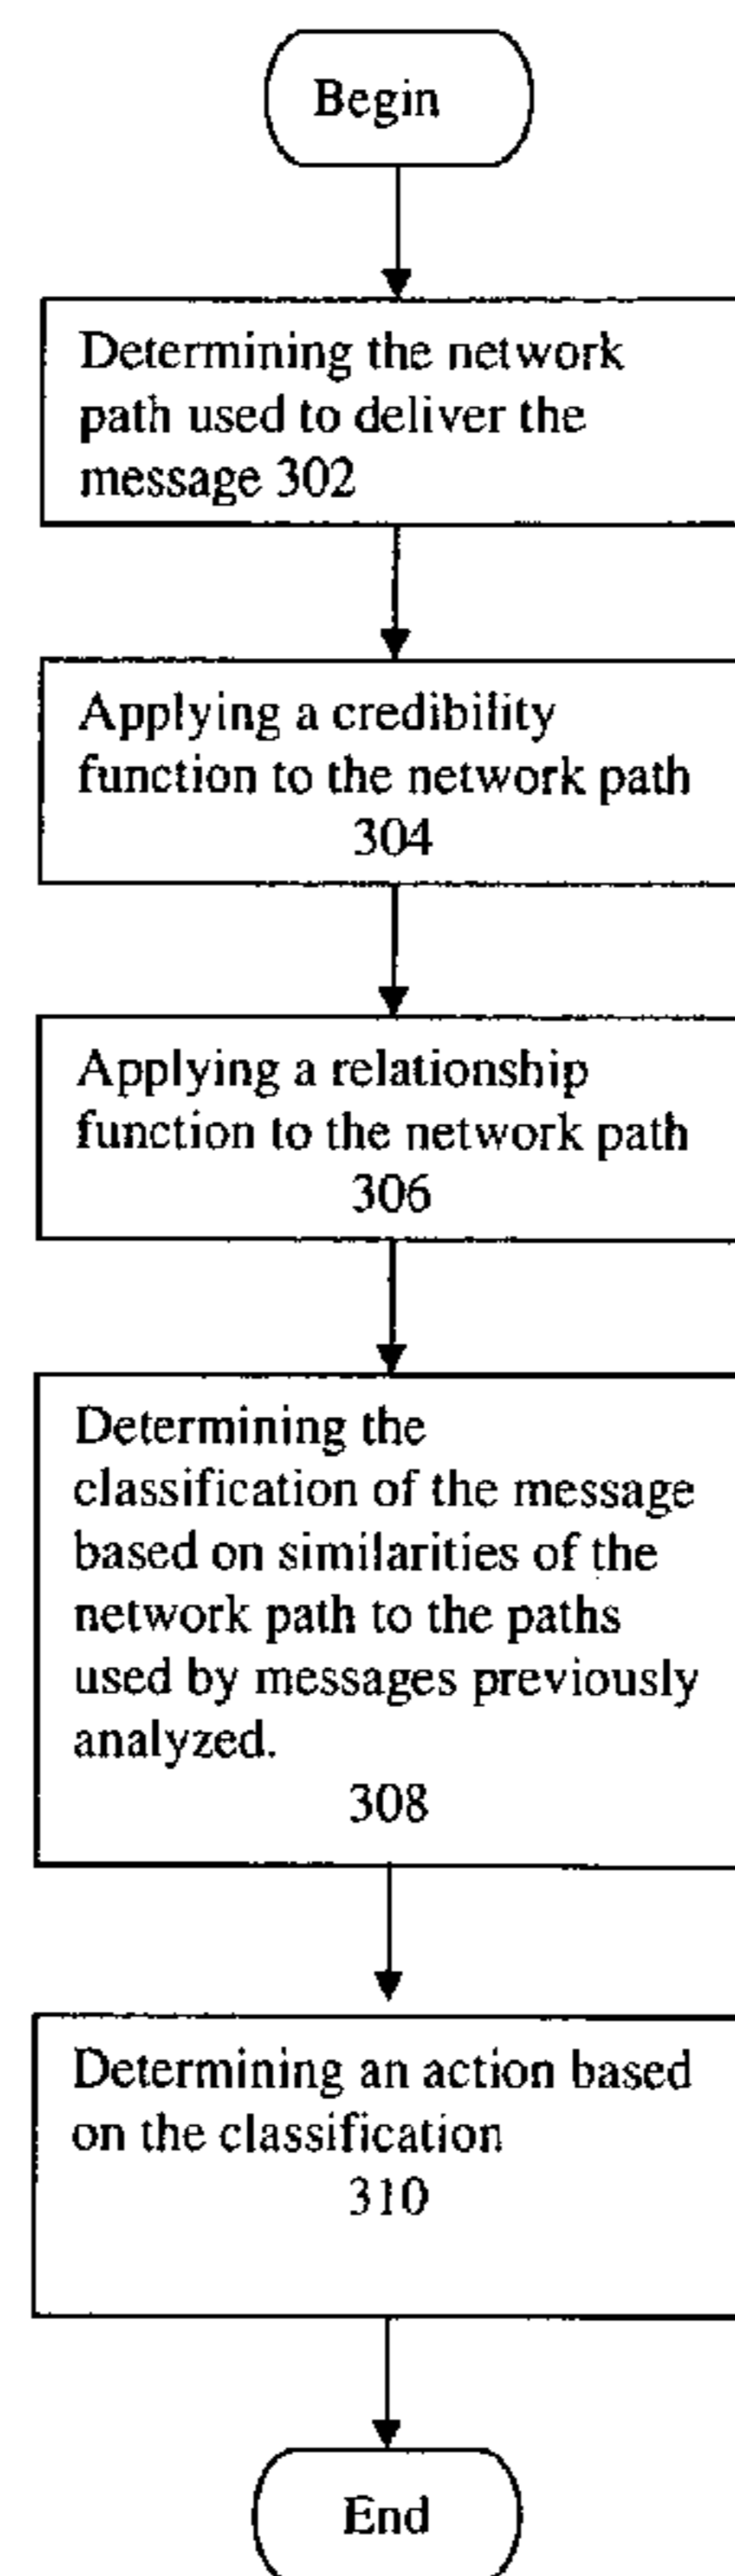 Begin
Determining the network
path used to deliver the
message 302
Applying a credibility
function to the network path
304
Applying a relationship
function to the network path
306
Determining the
classification of the message
based on similarities of the
network path to the paths
used by messages previously
analyzed.
308
Determining an action based
on the classification
310
End